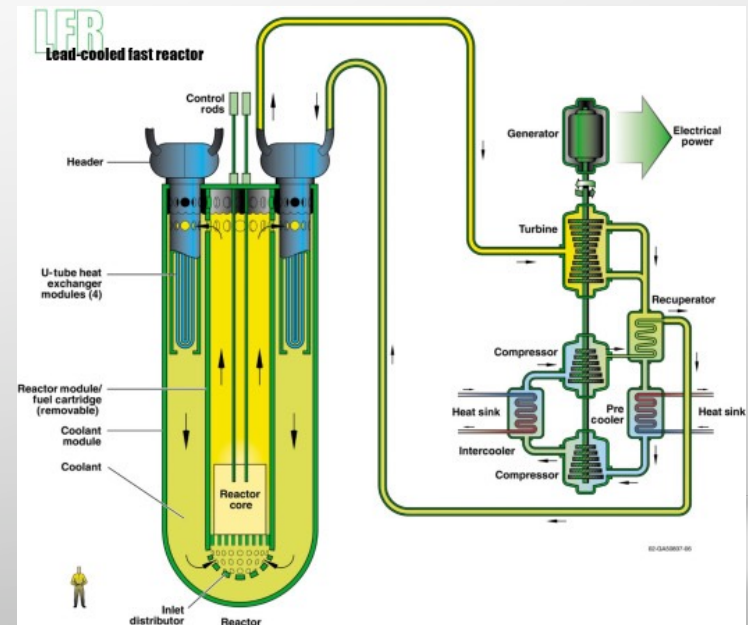 LFR
Lead-cooled fast reactor
Control
rods
Header
U-tube heat
exchanger
modules (4)
Reactor module/
fuel cartridge
(removable)
Coolant
module
Coolant
Reactor
core
Inlet
distributor
Reactor
Generator
Electrical
power
Turbine
Recuperator
Compressor
Heat sink
Pre
cooler
Heat sink
Intercooler
Compressor